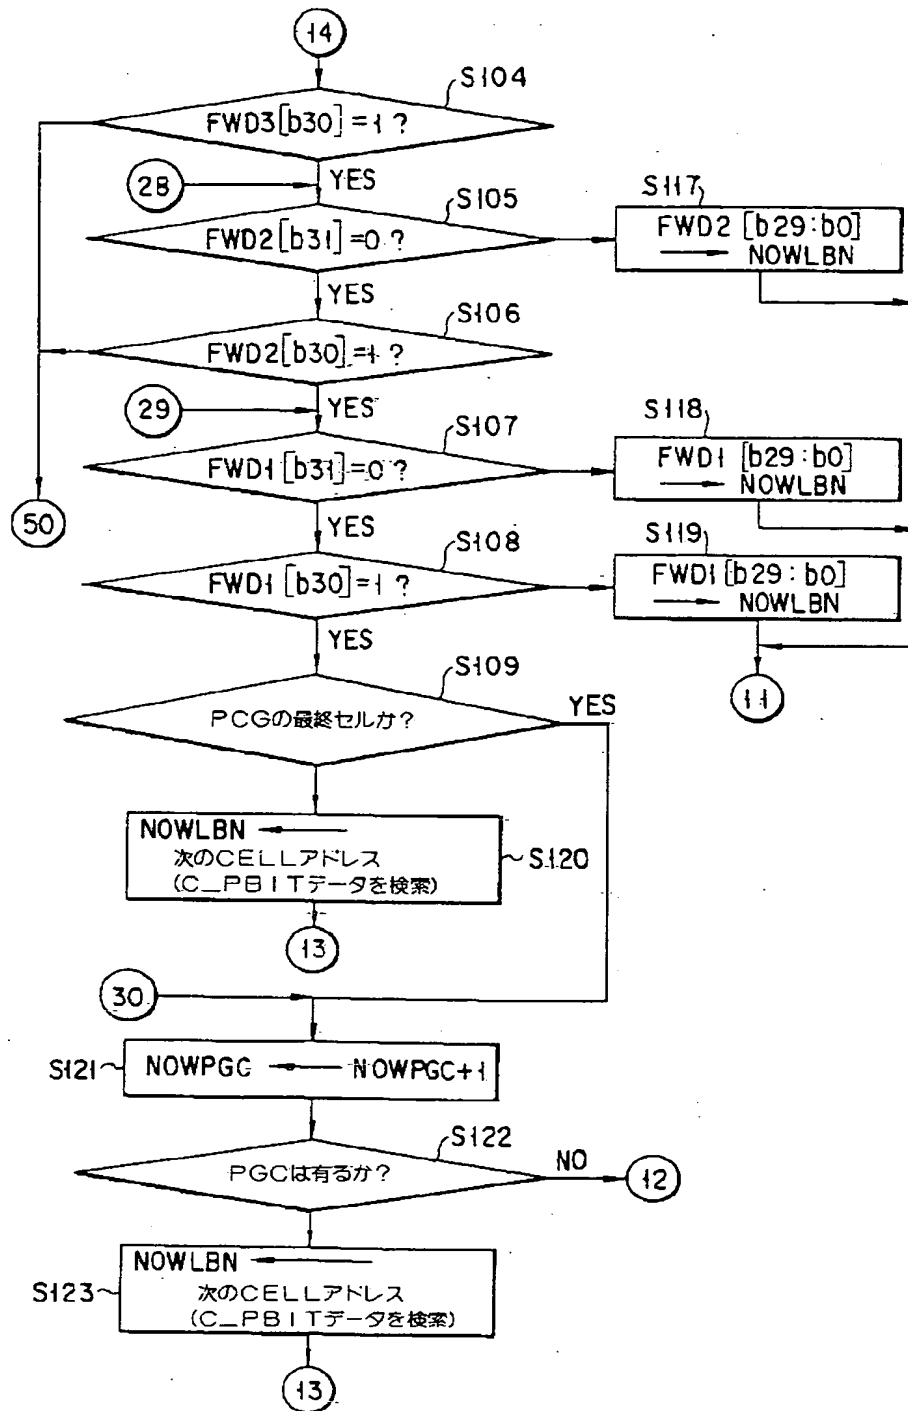 14
S104
FWD3[b30]=1?
YES
28
S105
FWD2[b31]=0?
S117
FWD2 [b29:b0]
NOWLBN
YES
S106
FWD2[b30]=1?
YES
29
S107
FWD1[b31]=0?
S118
FWD1 [b29:b0]
NOWLBN
50
YES
S108
FWD1[b30]=1?
S119
FWD1[b29:b0]
NOWLBN
YES
11
S109
PCGの最終セルか?
YES
NOWLBN
次のCELLアドレス
(C_PBITデータを検索)
S120
13
30
S121
NOWPGC
NOWPGC+1
S122
PGCは有るか?
NO
12
S123
NOWLBN
次のCELLアドレス
(C_PBITデータを検索)
13